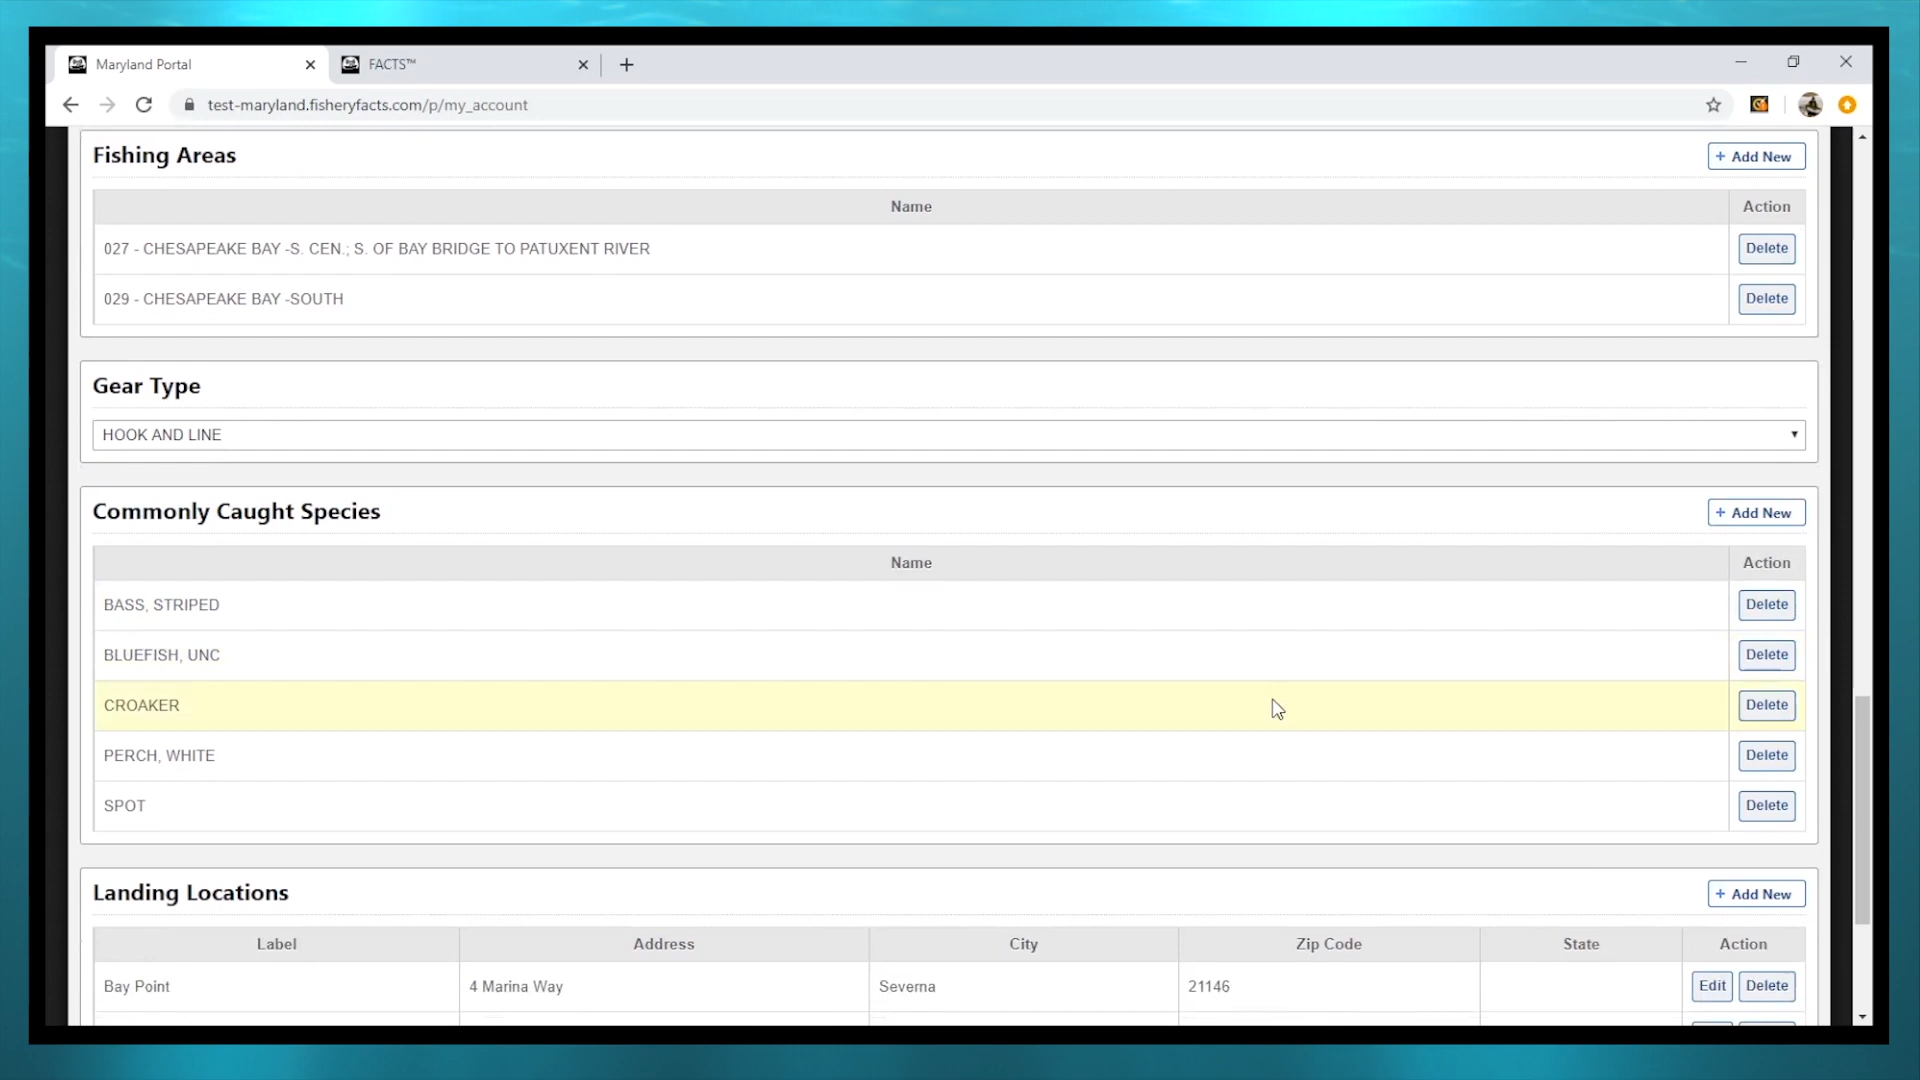 Maryland Portal
FACTS™
test-maryland.fisheryfacts.com/p/my_account
Fishing Areas
+ Add New
Name Action
027 - CHESAPEAKE BAY -S. CEN.; S. OF BAY BRIDGE TO PATUXENT RIVER Delete
029 - CHESAPEAKE BAY -SOUTH Delete
Gear Type
HOOK AND LINE
Commonly Caught Species
+ Add New
Name Action
BASS, STRIPED Delete
BLUEFISH, UNC Delete
CROAKER Delete
PERCH, WHITE Delete
SPOT Delete
Landing Locations
+ Add New
Label Address City Zip Code State Action
Bay Point 4 Marina Way Severna 21146 Edit Delete